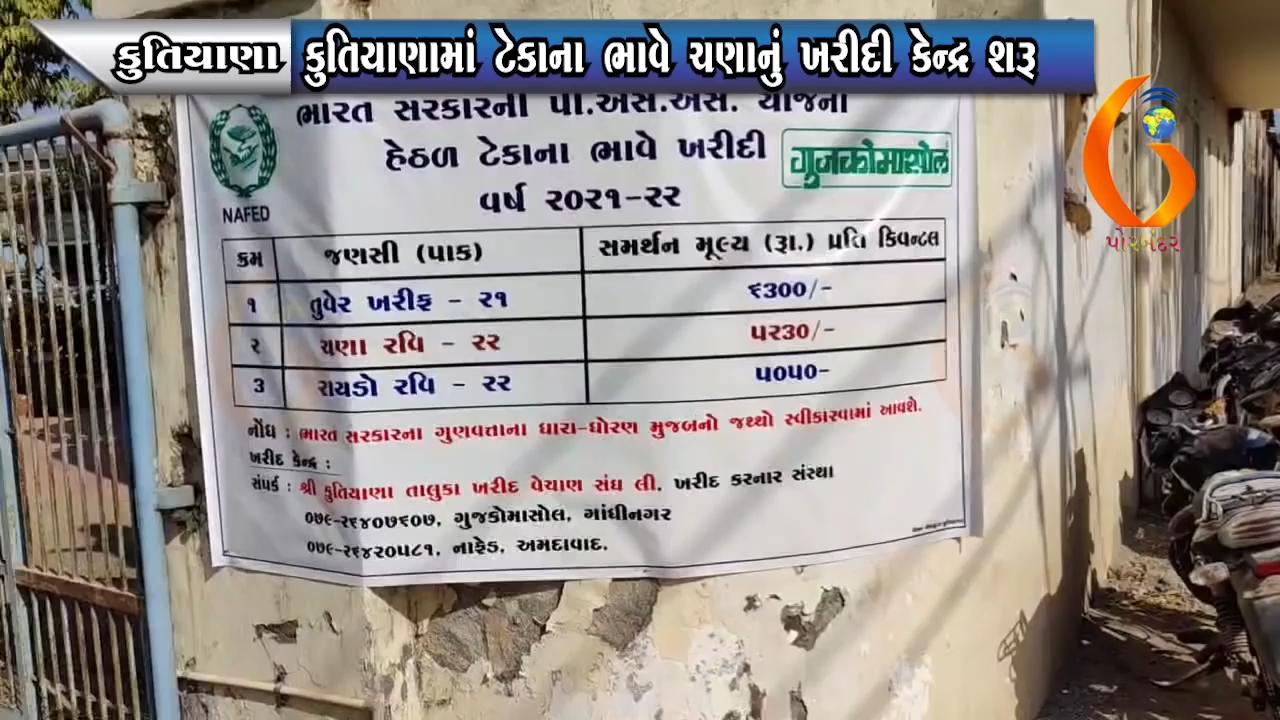 કુતિયાણા
કુતિયાણામાં ટેકાના ભાવે ચણાનું ખરીદી કેન્દ્ર શરૂ
ભારત સરકારની પી.એસ.એસ. યોજના
હેઠળ ટેકાના ભાવે ખરીદી
ગુજકોમાસોલ
વર્ષ ૨૦૨૧-૨૨
NAFED
ક્રમ જણસી (પાક) સમર્થન મૂલ્ય (રૂા.) પ્રતિ કિવન્ટલ
૧ તુવેર ખરીફ - ૨૧ ૬૩૦૦/-
૨ ચણા રવિ - ૨૨ ૫૨૩૦/-
૩ રાયડો રવિ - ૨૨ ૫૦૫૦-
નોંધ : ભારત સરકારના ગુણવત્તાના ધારા-ધોરણ મુજબનો જથ્થો સ્વીકારવામાં આવશે.
ખરીદ કેન્દ્ર :
સંપર્ક : શ્રી કુતિયાણા તાલુકા ખરીદ વેચાણ સંઘ લી. ખરીદ કરનાર સંસ્થા
૦૭૯-૨૬૪૦૭૬૦૭, ગુજકોમાસોલ, ગાંધીનગર
૦૭૯-૨૬૪૨૦૫૮૧, નાફેડ, અમદાવાદ.
પોરબંદર